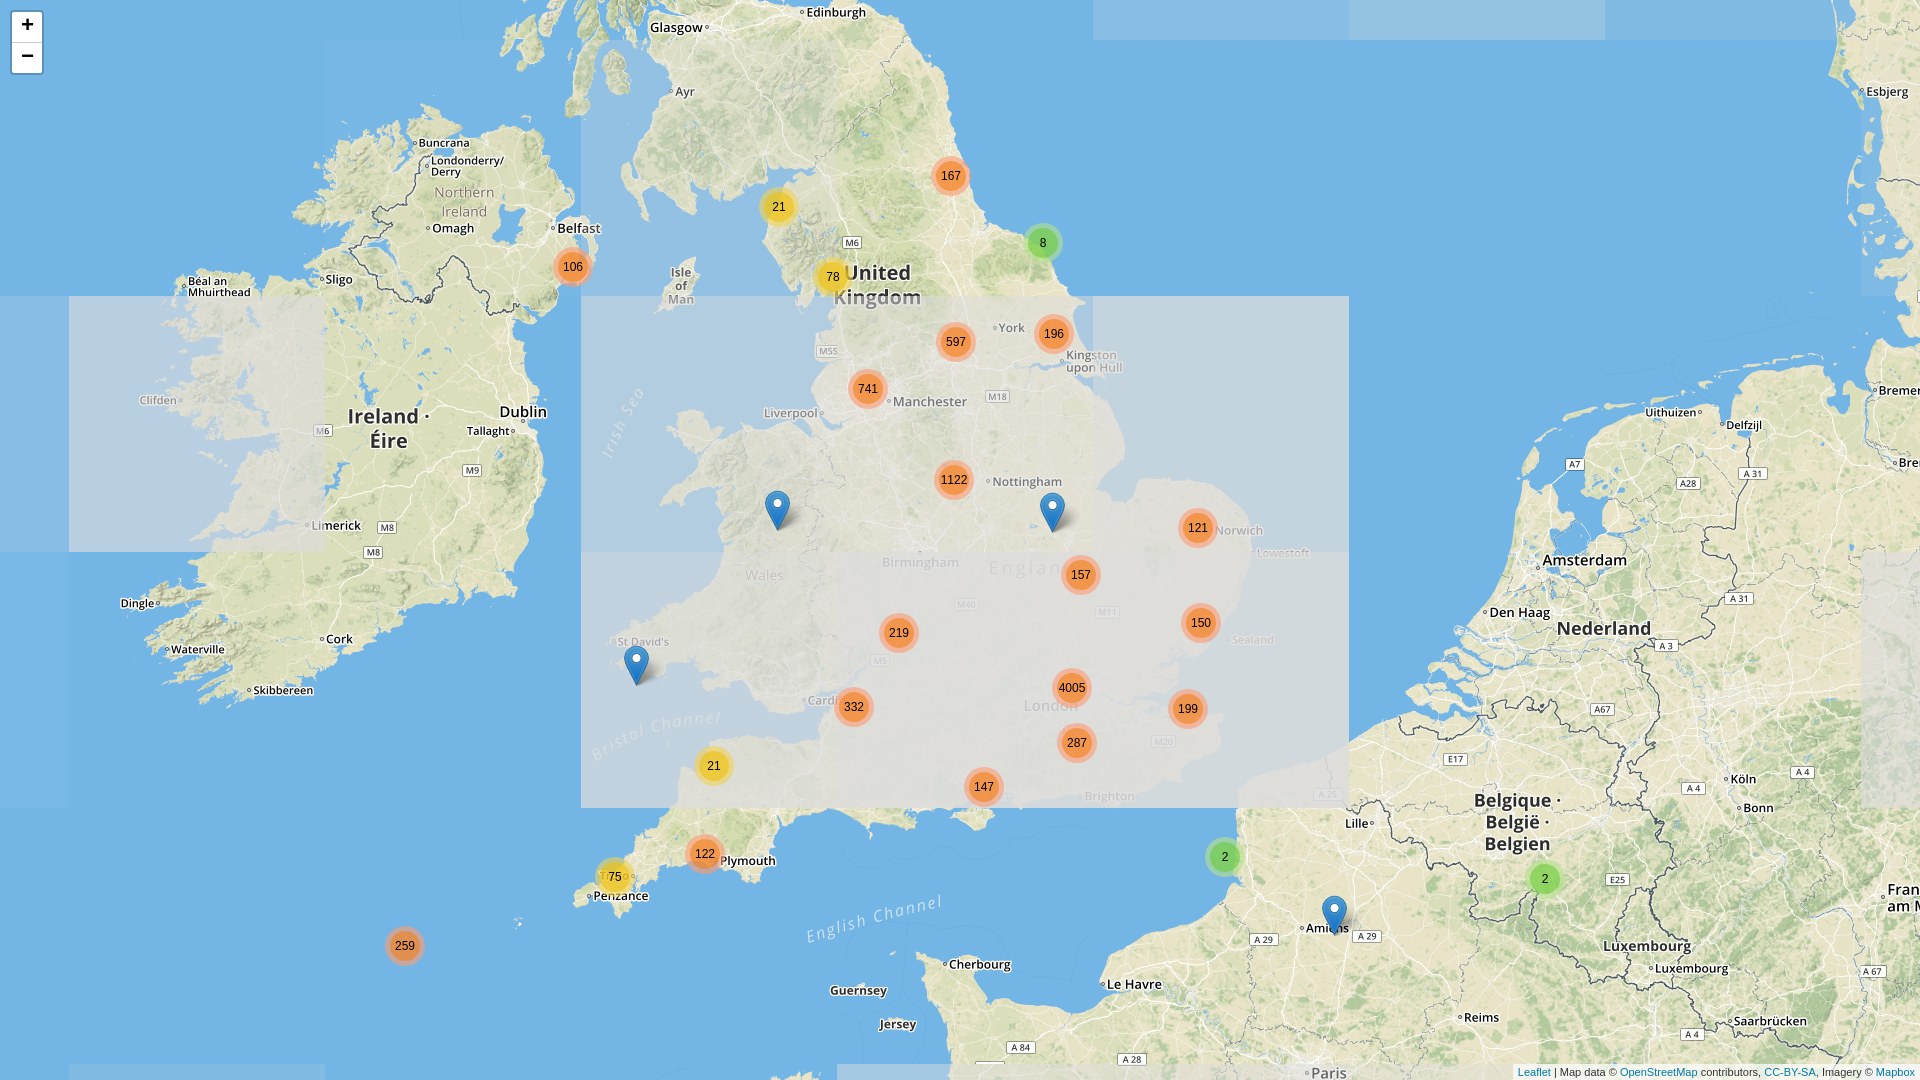 +
−
Edinburgh
Glasgow
Ayr
Esbjerg
Buncrana
Londonderry/
Derry
167
Northern
Ireland
21
Omagh
Belfast
M6
8
106
78
United
Kingdom
Isle
of
Man
Sligo
Béal an
Mhuirthead
York
196
597
M55
Kingston
upon Hull
741
Manchester
M18
Clifden
Liverpool
Irish Sea
Dublin
Ireland ·
Éire
M6
Tallaght
M9
Uithuizen
Delfzijl
A7
A 31
A28
1122
Nottingham
121
Norwich
Limerick
M8
M8
Lowestoft
Birmingham
Wales
157
Amsterdam
Dingle
M40
M11
A 31
Den Haag
Nederland
150
219
Cork
St David's
Sealand
A 3
Waterville
M5
Skibbereen
4005
London
332
199
A67
Bristol Channel
287
M20
E17
21
147
Brighton
A 25
Köln
A 4
A 4
Bonn
Belgique ·
België ·
Belgien
Lille
122
Plymouth
2
75
Penzance
2
E25
English Channel
Amiens
A 29
A 29
259
Luxembourg
Luxembourg
A 67
Cherbourg
Le Havre
Guernsey
Jersey
Reims
Saarbrücken
A 84
A 28
A 4
Paris
Leaflet | Map data © OpenStreetMap contributors, CC-BY-SA, Imagery © Mapbox